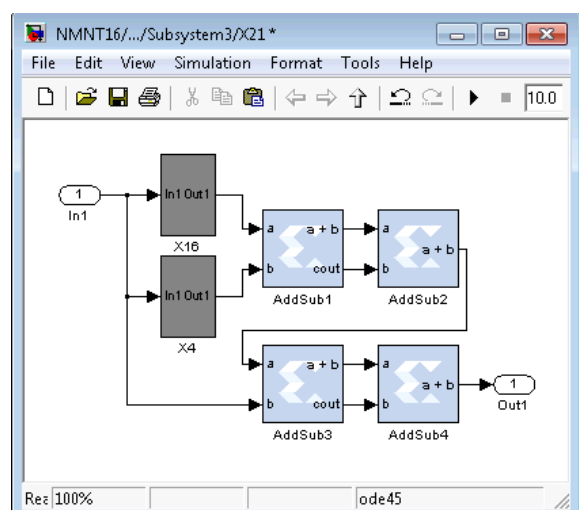 NMNT16/.../Subsystem3/X21 *
File Edit View Simulation Format Tools Help
10.0
1
In1
In1 Out1
X16
In1 Out1
X4
a a + b
b cout
AddSub1
a
a + b
b
AddSub2
a a + b
b cout
AddSub3
a
a + b
b
AddSub4
1
Out1
Rea 100% ode45